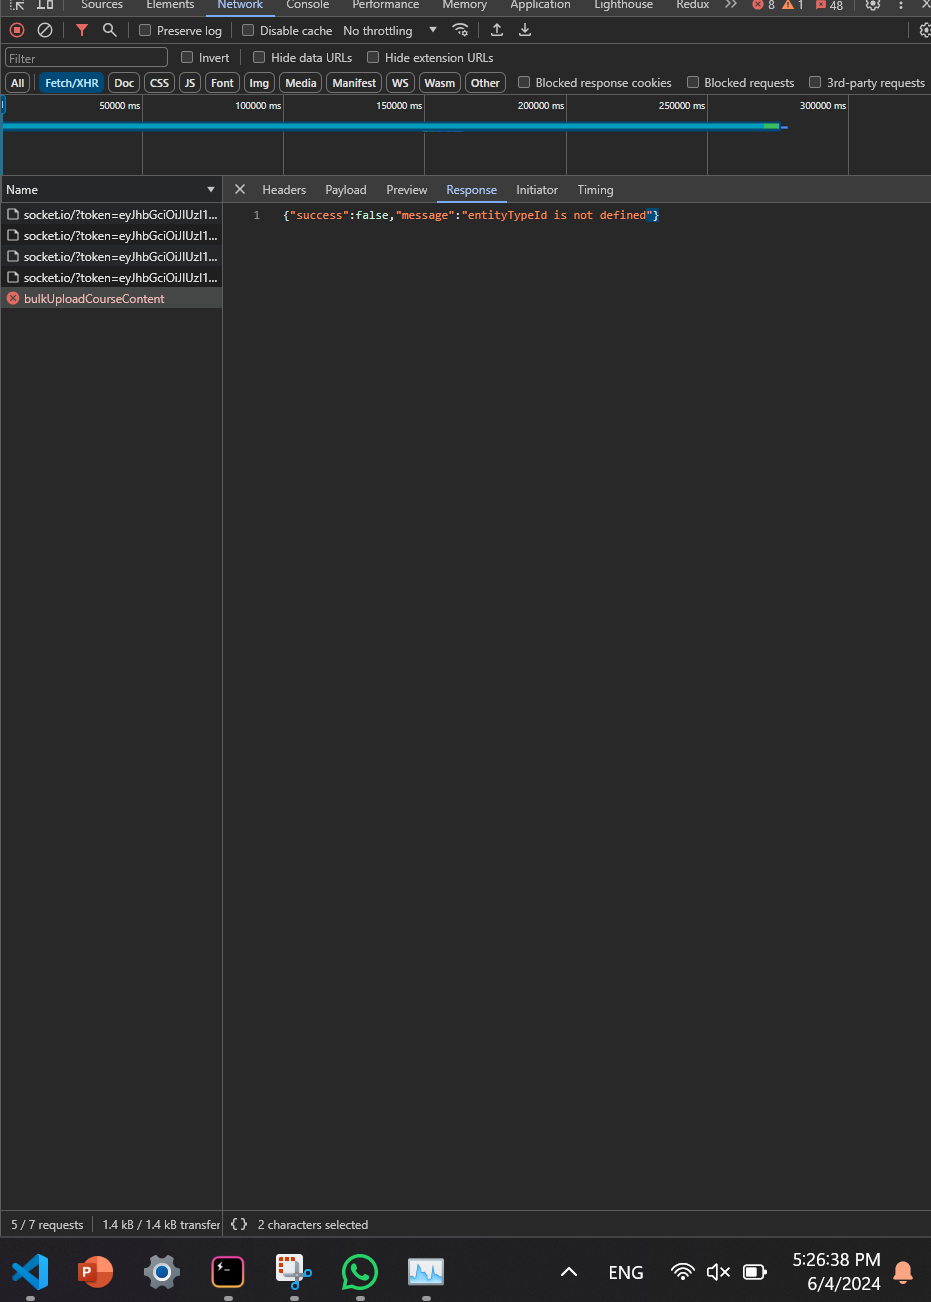 Sources Elements Network Console Performance Memory Application Lighthouse Redux 8 1 48
Preserve log Disable cache No throttling
Filter Invert Hide data URLs Hide extension URLs
All Fetch/XHR Doc CSS JS Font Img Media Manifest WS Wasm Other Blocked response cookies Blocked requests 3rd-party requests
50000 ms 100000 ms 150000 ms 200000 ms 250000 ms 300000 ms
Name Headers Payload Preview Response Initiator Timing
socket.io/?token=eyJhbGciOiJIUzI1...
1 {"success":false,"message":"entityTypeId is not defined"}
socket.io/?token=eyJhbGciOiJIUzI1...
socket.io/?token=eyJhbGciOiJIUzI1...
socket.io/?token=eyJhbGciOiJIUzI1...
bulkUploadCourseContent
5 / 7 requests 1.4 kB / 1.4 kB transfer {} 2 characters selected
P ENG 5:26:38 PM
6/4/2024